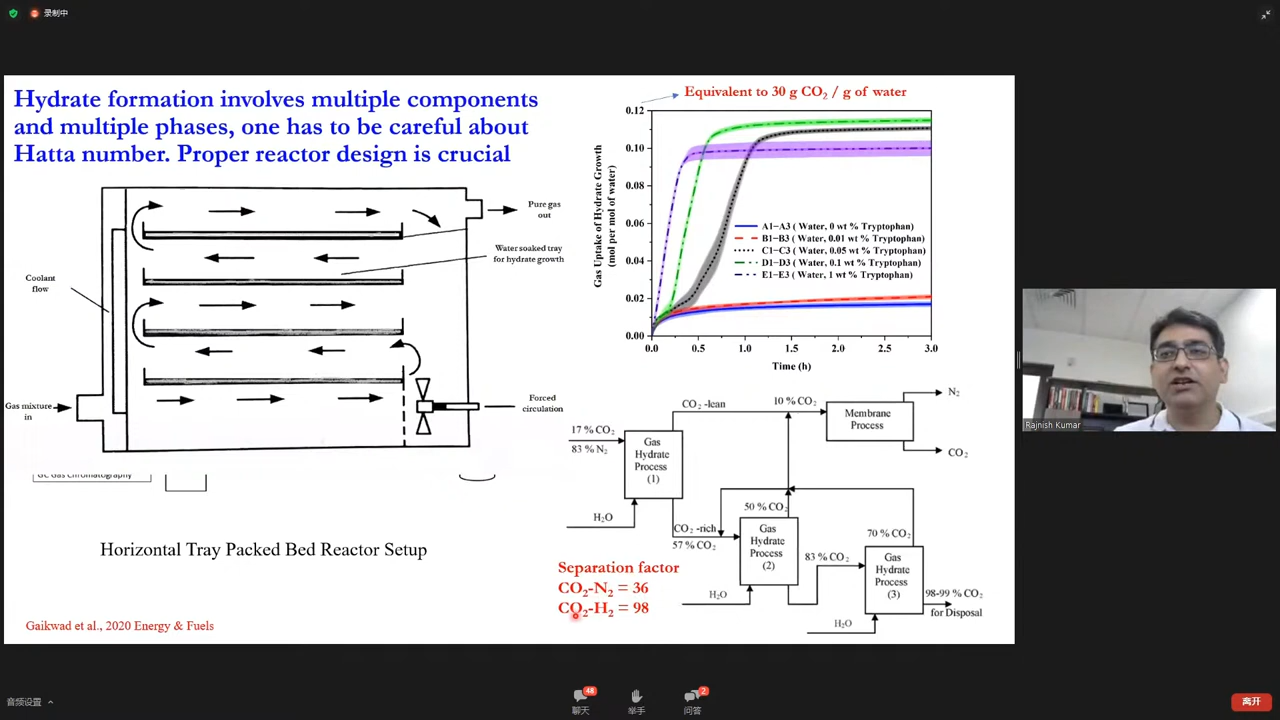 录制中
Hydrate formation involves multiple components
and multiple phases, one has to be careful about
Hatta number. Proper reactor design is crucial
Pure gas
out
Water soaked tray
for hydrate growth
Coolant
flow
Gas mixture
in
Forced
circulation
GC Gas Chromatography
Horizontal Tray Packed Bed Reactor Setup
Gaikwad et al., 2020 Energy & Fuels
Equivalent to 30 g CO2 / g of water
Gas Uptake of Hydrate Growth
(mol per mol of water)
0.12
0.10
0.08
0.06
0.04
0.02
0.00
0.0 0.5 1.0 1.5 2.0 2.5 3.0
Time (h)
A1−A3 ( Water, 0 wt % Tryptophan)
B1−B3 ( Water, 0.01 wt % Tryptophan)
C1−C3 ( Water, 0.05 wt % Tryptophan)
D1−D3 ( Water, 0.1 wt % Tryptophan)
E1−E3 ( Water, 1 wt % Tryptophan)
17 % CO2
83 % N2
Gas
Hydrate
Process
(1)
H2O
CO2 -lean
10 % CO2
Membrane
Process
N2
CO2
CO2 -rich
57 % CO2
50 % CO2
Gas
Hydrate
Process
(2)
H2O
83 % CO2
70 % CO2
Gas
Hydrate
Process
(3)
H2O
98-99 % CO2
for Disposal
Separation factor
CO2-N2 = 36
CO2-H2 = 98
Rajnish Kumar
音频设置
48
聊天
举手
2
问答
离开